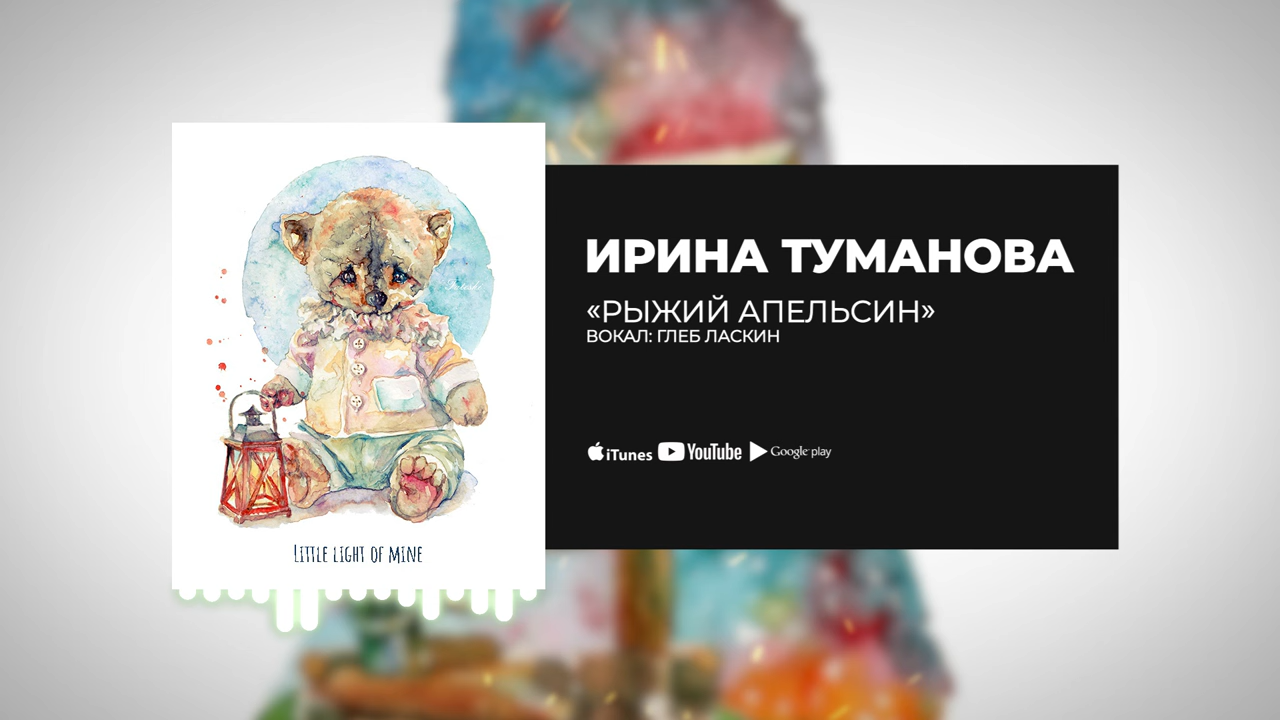 ИРИНА ТУМАНОВА
«РЫЖИЙ АПЕЛЬСИН»
ВОКАЛ: ГЛЕБ ЛАСКИН
iTunes YouTube Google play
LITTLE LIGHT OF MINE